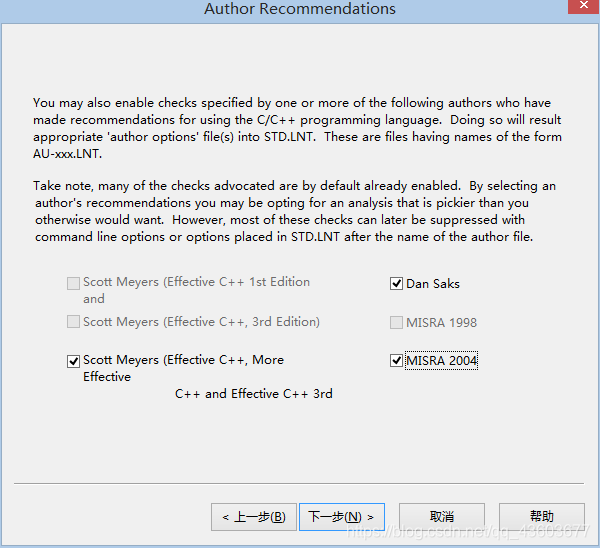 Author Recommendations
You may also enable checks specified by one or more of the following authors who have
made recommendations for using the C/C++ programming language.  Doing so will result
appropriate 'author options' file(s) into STD.LNT.  These are files having names of the form
AU-xxx.LNT.
Take note, many of the checks advocated are by default already enabled.  By selecting an
author's recommendations you may be opting for an analysis that is pickier than you
otherwise would want.  However, most of these checks can later be suppressed with
command line options or options placed in STD.LNT after the name of the author file.
Scott Meyers (Effective C++ 1st Edition
and
Dan Saks
Scott Meyers (Effective C++, 3rd Edition)
MISRA 1998
Scott Meyers (Effective C++, More
Effective
C++ and Effective C++ 3rd
MISRA 2004
< 上一步(B)
下一步(N) >
取消
帮助
https://blog.csdn.net/qq_43603677